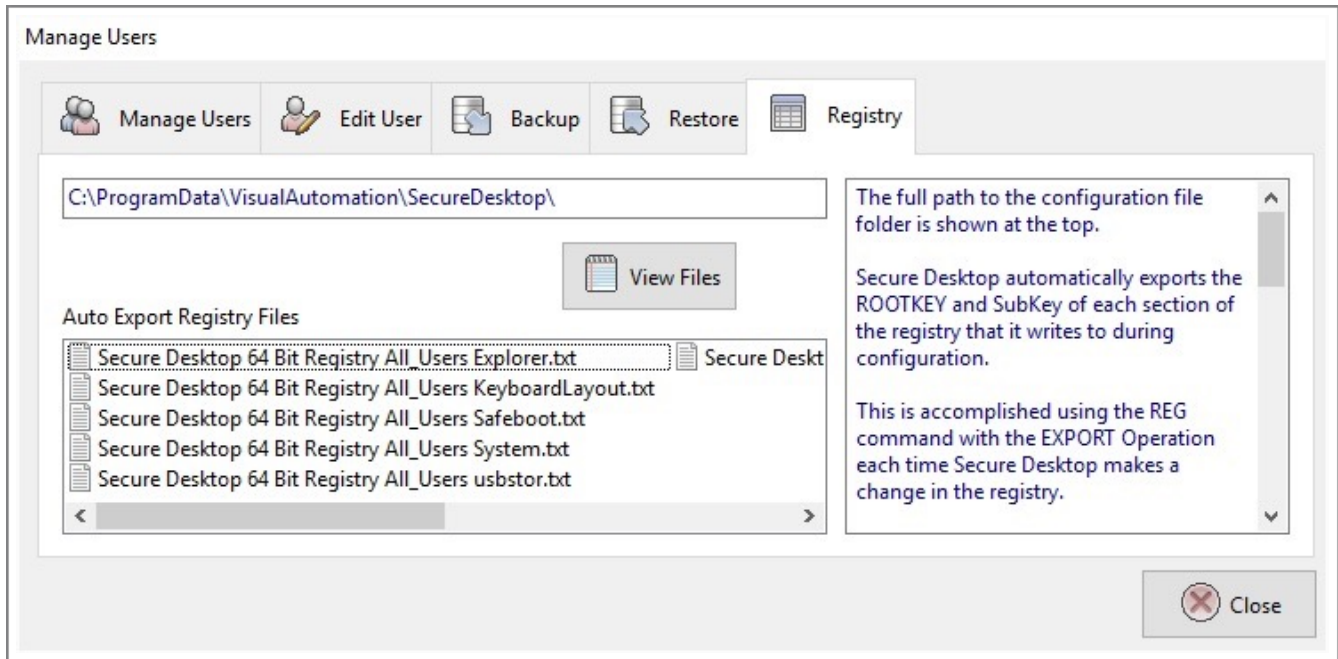 Manage Users
Manage Users
Edit User
Backup
Restore
Registry
C:\ProgramData\VisualAutomation\SecureDesktop\
View Files
Auto Export Registry Files
Secure Desktop 64 Bit Registry All_Users Explorer.txt
Secure Deskt
Secure Desktop 64 Bit Registry All_Users KeyboardLayout.txt
Secure Desktop 64 Bit Registry All_Users Safeboot.txt
Secure Desktop 64 Bit Registry All_Users System.txt
Secure Desktop 64 Bit Registry All_Users usbstor.txt
The full path to the configuration file
folder is shown at the top.
Secure Desktop automatically exports the
ROOTKEY and SubKey of each section of
the registry that it writes to during
configuration.
This is accomplished using the REG
command with the EXPORT Operation
each time Secure Desktop makes a
change in the registry.
Close